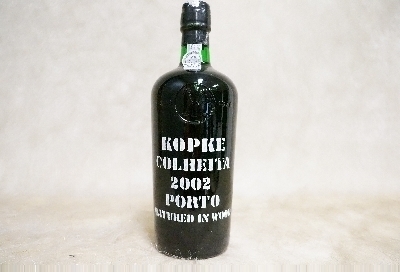 KOPKE
COLHEITA
2002
PORTO
MATURED IN WOOD